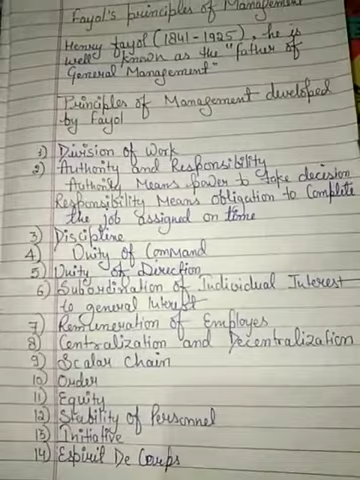 Fayol's principles of Management
Henry fayol (1841-1925), he is
well known as the "father of
General Management"
Principles of Management developed
by Fayol
1) Division of Work
2) Authority and Responsibility
Authority Means power to take decision
Responsibility Means obligation to Complete
the job assigned on time
3) Discipline
4) Unity of Command
5) Unity of Direction
6) Subordination of Individual Interest
to general Interest
7) Remuneration of Employes
8) Centralization and Decentralization
9) Scalar Chain
10) Order
11) Equity
12) Stability of Personnel
13) Initiative
14) Espirit De Corps